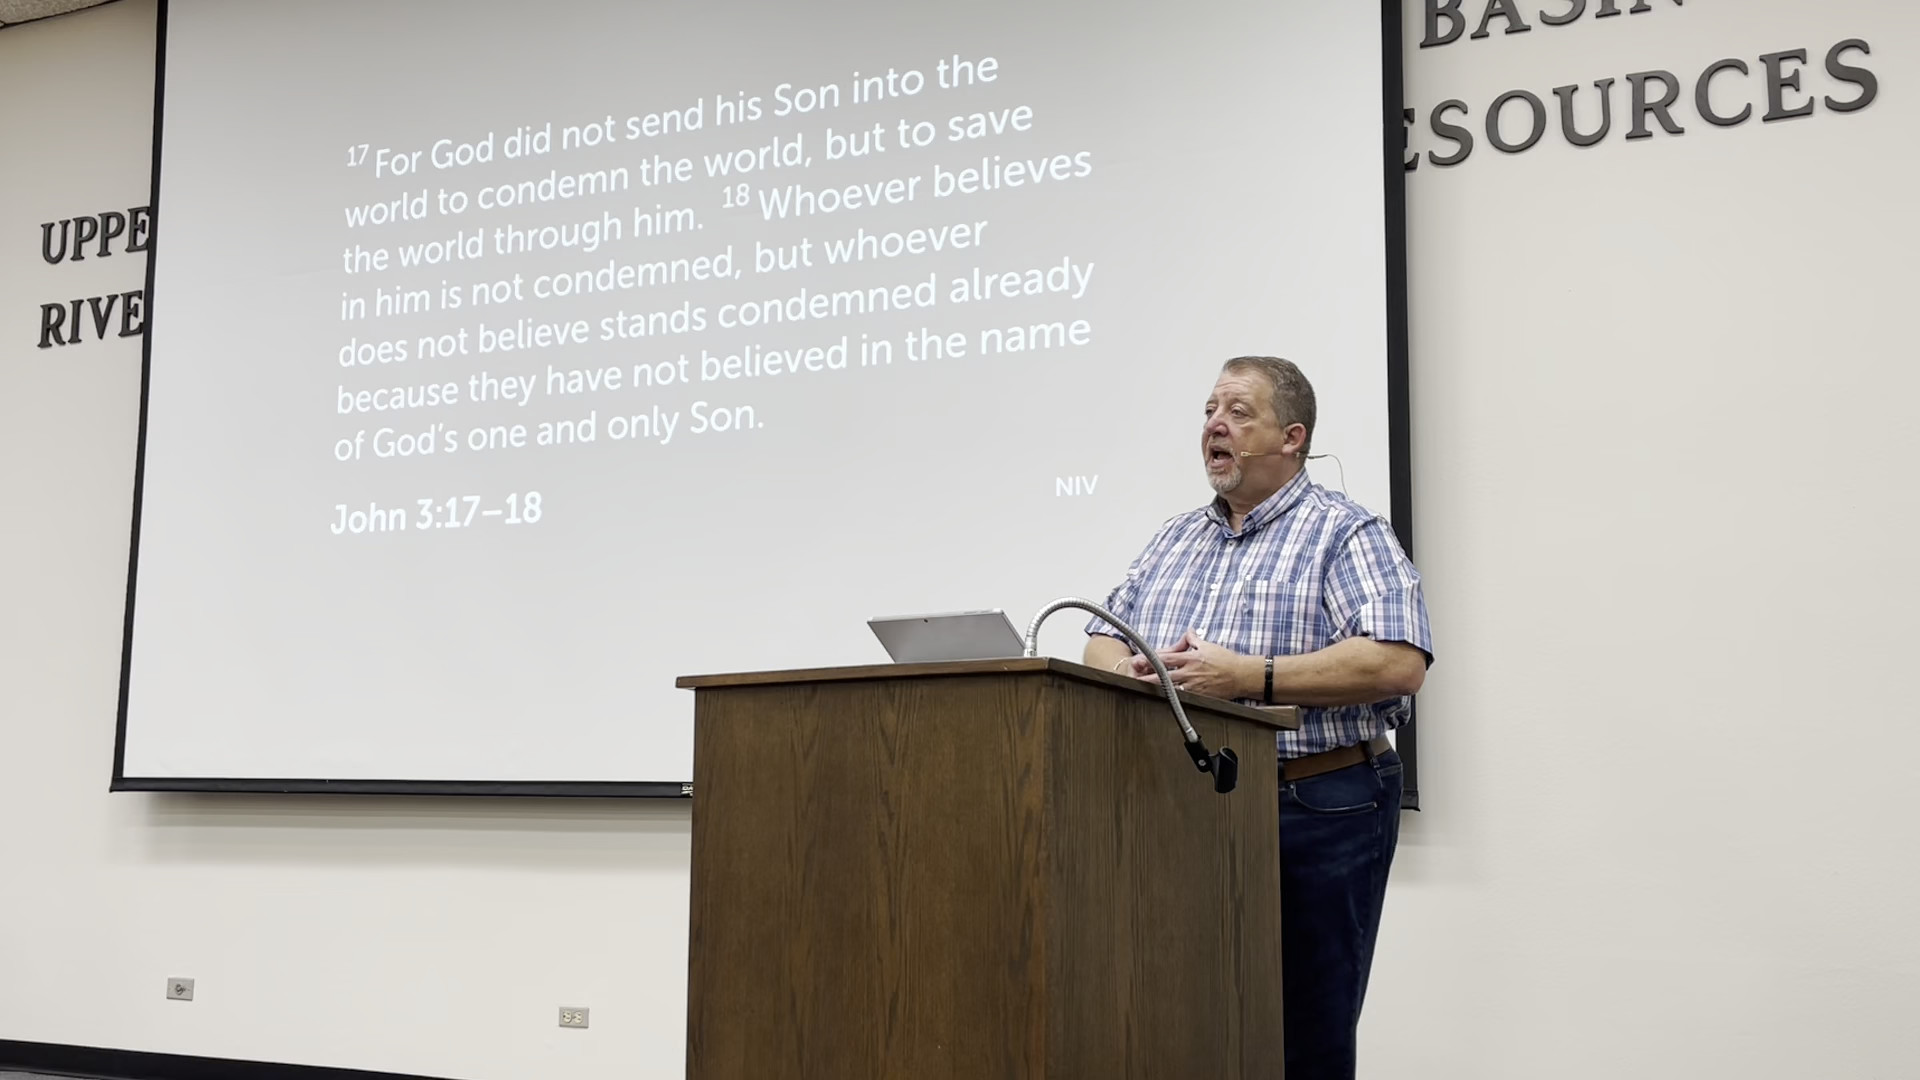 BASIN
ESOURCES
UPPE
RIVE
17 For God did not send his Son into the
world to condemn the world, but to save
the world through him. 18 Whoever believes
in him is not condemned, but whoever
does not believe stands condemned already
because they have not believed in the name
of God's one and only Son.
NIV
John 3:17–18